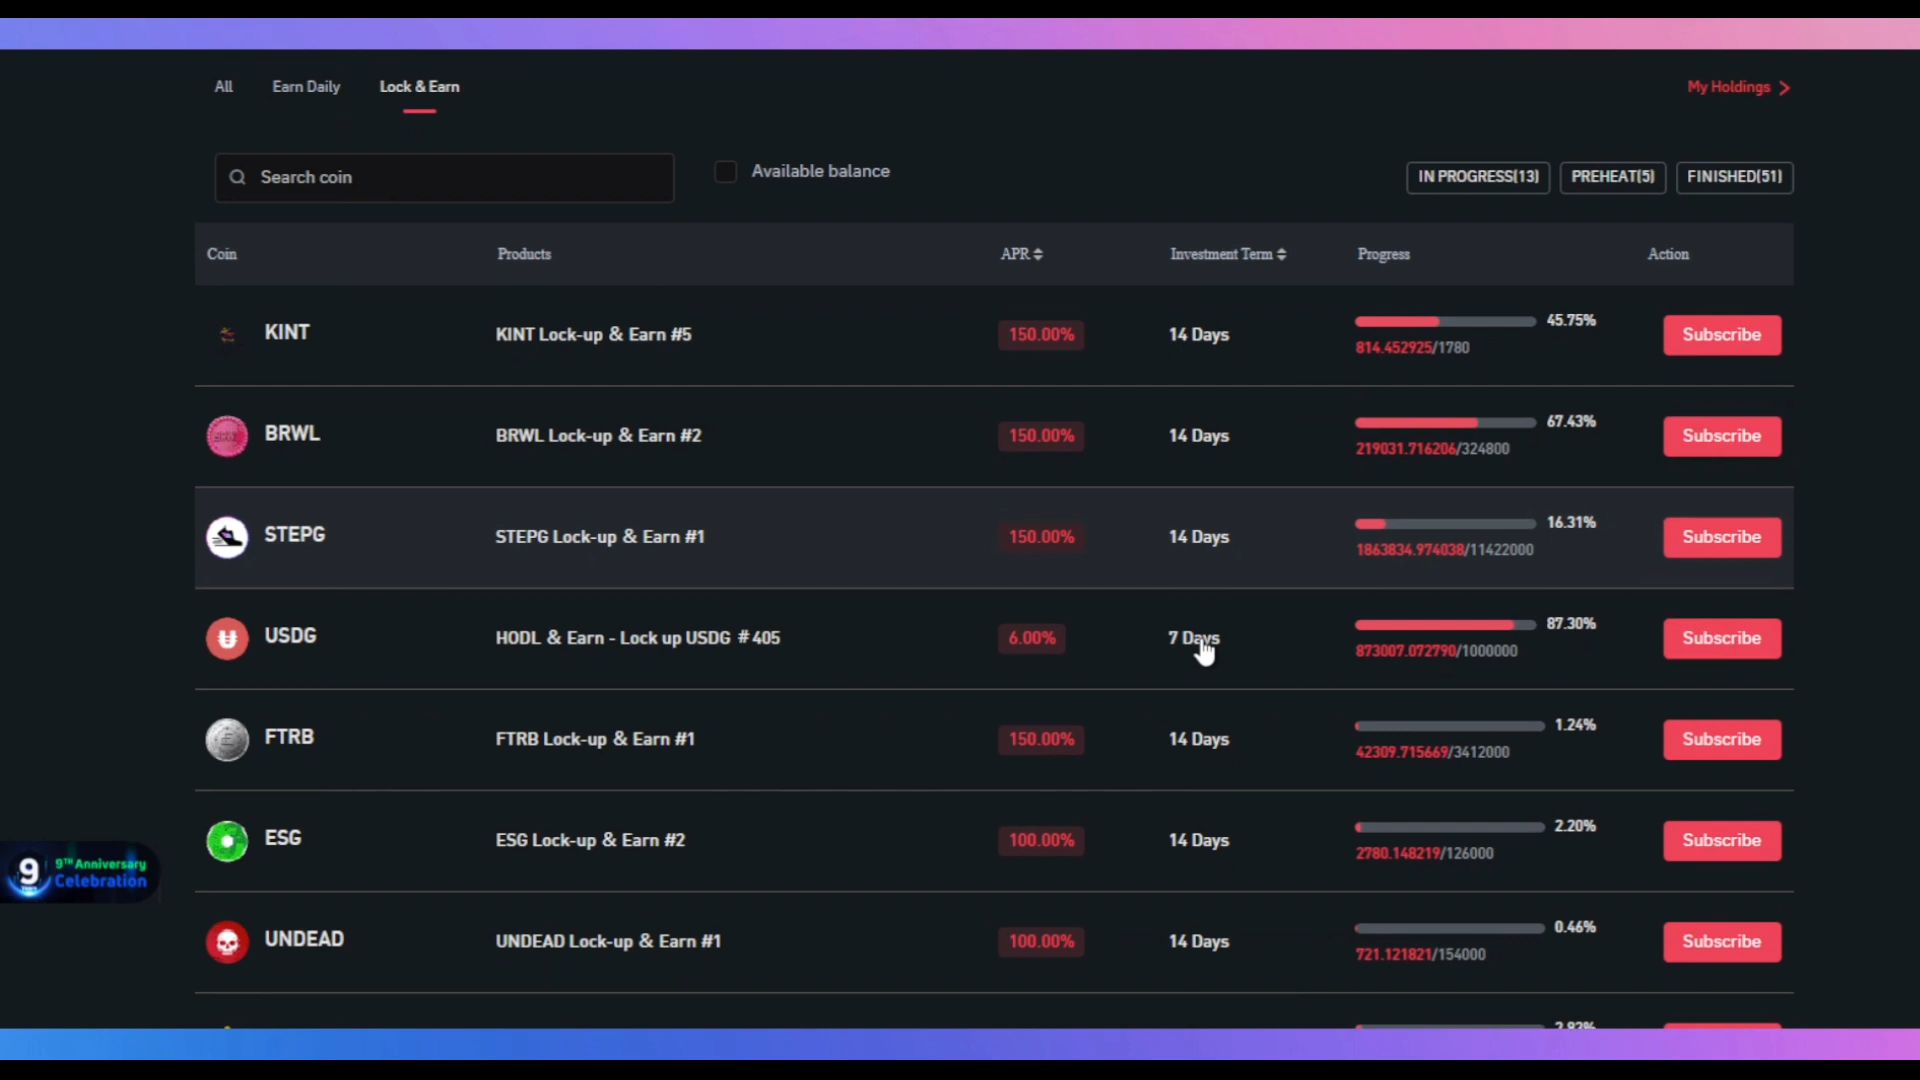 All Earn Daily Lock & Earn My Holdings
Search coin Available balance IN PROGRESS(13) PREHEAT(5) FINISHED(51)
Coin Products APR Investment Term Progress Action
KINT KINT Lock-up & Earn #5 150.00% 14 Days 45.75% Subscribe
814.452925/1780
BRWL BRWL Lock-up & Earn #2 150.00% 14 Days 67.43% Subscribe
219031.716206/324800
STEPG STEPG Lock-up & Earn #1 150.00% 14 Days 16.31% Subscribe
1863834.974038/11422000
USDG HODL & Earn - Lock up USDG #405 6.00% 7 Days 87.30% Subscribe
873007.072790/1000000
FTRB FTRB Lock-up & Earn #1 150.00% 14 Days 1.24% Subscribe
42309.715669/3412000
ESG ESG Lock-up & Earn #2 100.00% 14 Days 2.20% Subscribe
2780.148219/126000
9 9TH Anniversary
Celebration
UNDEAD UNDEAD Lock-up & Earn #1 100.00% 14 Days 0.46% Subscribe
721.121821/154000